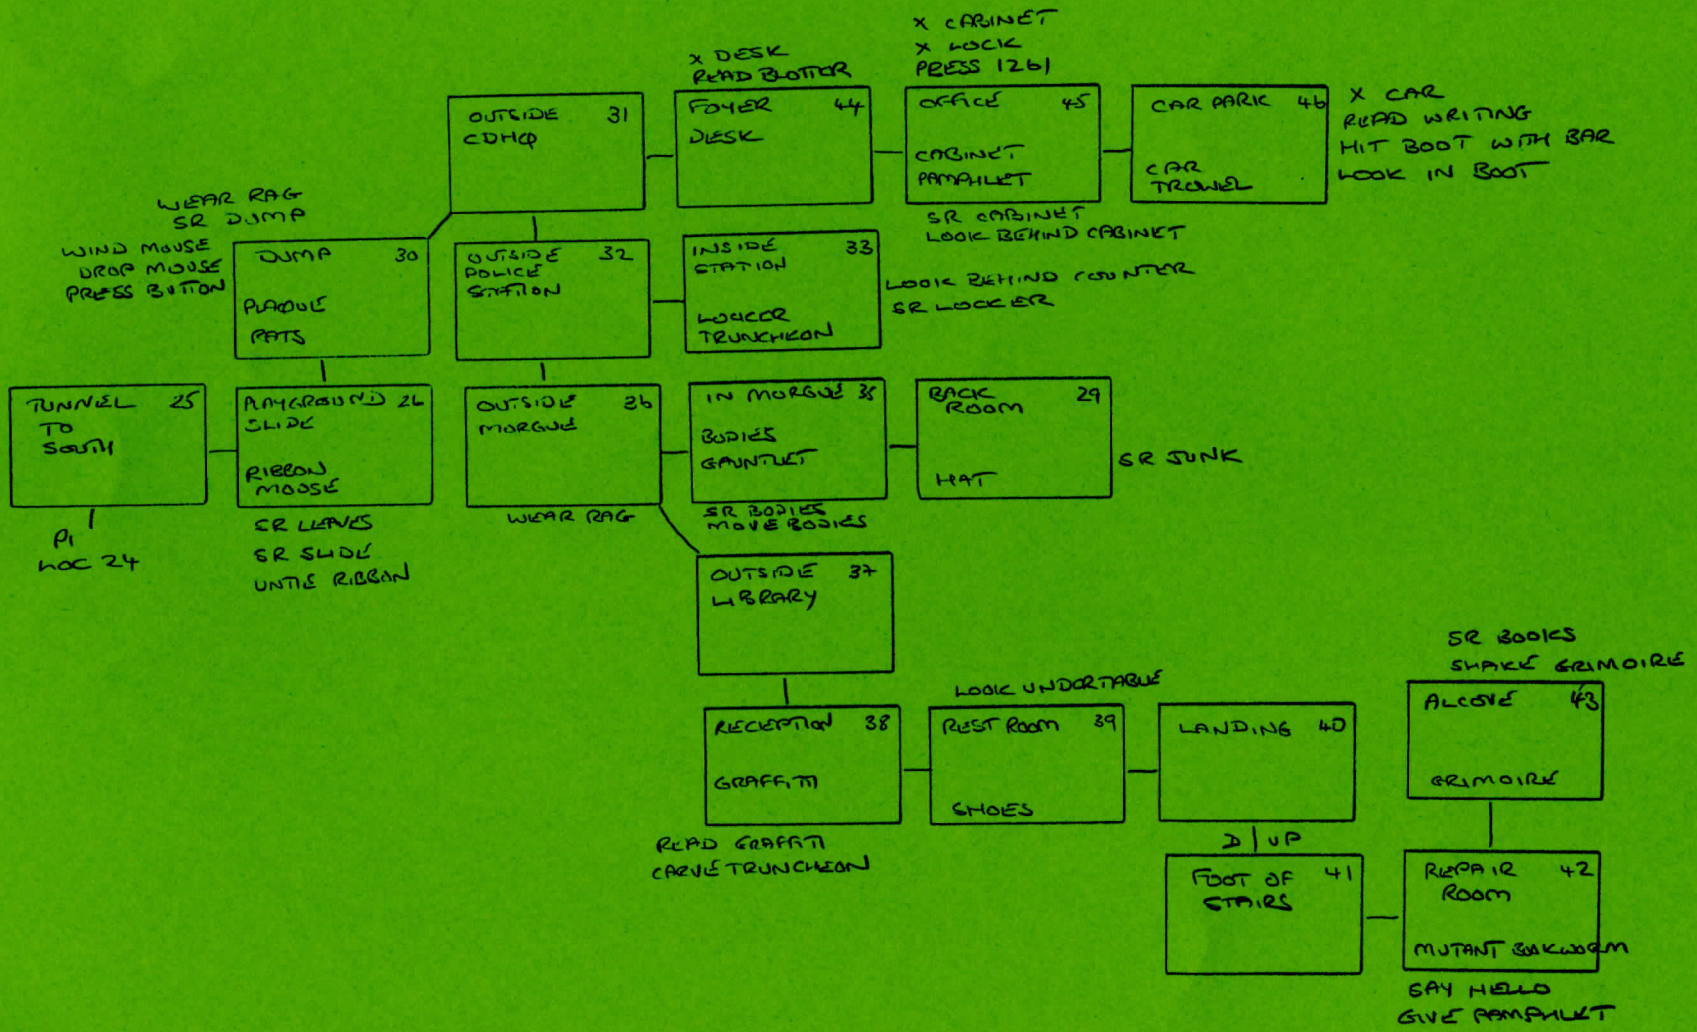 X CABINET
X LOCK
PRESS 1261
X DESK
READ BLOTTER
OUTSIDE 31
CDHQ
FOYER 44
DESK
OFFICE 45
CABINET
PAMPHLET
CAR PARK 46
CAR
TROWEL
X CAR
READ WRITING
HIT BOOT WITH BAR
LOOK IN BOOT
SR CABINET
LOOK BEHIND CABINET
WEAR RAG
SR DUMP
WIND MOUSE
DROP MOUSE
PRESS BUTTON
DUMP 30
PLAQUE
RATS
OUTSIDE 32
POLICE
STATION
INSIDE 33
STATION
LOCKER
TRUNCHEON
LOOK BEHIND COUNTER
SR LOCKER
TUNNEL 25
TO
SOUTH
P1
LOC 24
PLAYGROUND 26
SLIDE
RIBBON
MOUSE
SR LEAVES
SR SLIDE
UNTIE RIBBON
OUTSIDE 36
MORGUE
WEAR RAG
IN MORGUE 35
BODIES
GAUNTLET
SR BODIES
MOVE BODIES
BACK 29
ROOM
HAT
SR JUNK
OUTSIDE 37
LIBRARY
RECEPTION 38
GRAFFITI
READ GRAFFITI
CARVE TRUNCHEON
LOOK UNDER TABLE
REST ROOM 39
SHOES
LANDING 40
D UP
FOOT OF 41
STAIRS
SR BOOKS
SHAKE GRIMOIRE
ALCOVE 43
GRIMOIRE
REPAIR 42
ROOM
MUTANT BOOKWORM
SAY HELLO
GIVE PAMPHLET